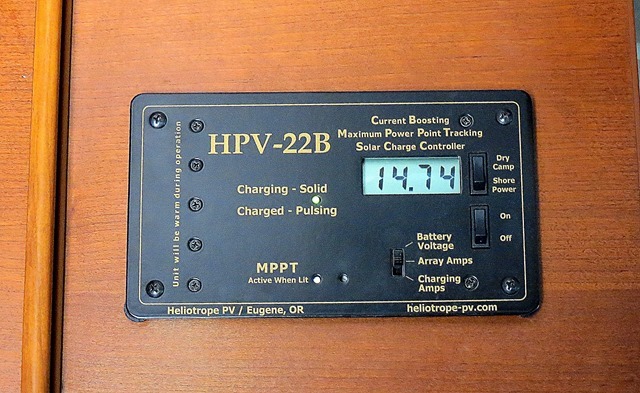 Unit will be warm during operation
HPV-22B
Current Boosting
Maximum Power Point Tracking
Solar Charge Controller
14.74
Dry
Camp
Shore
Power
Charging - Solid
Charged - Pulsing
On
Off
Battery
Voltage
Array Amps
Charging
Amps
MPPT
Active When Lit
Heliotrope PV / Eugene, OR
heliotrope-pv.com